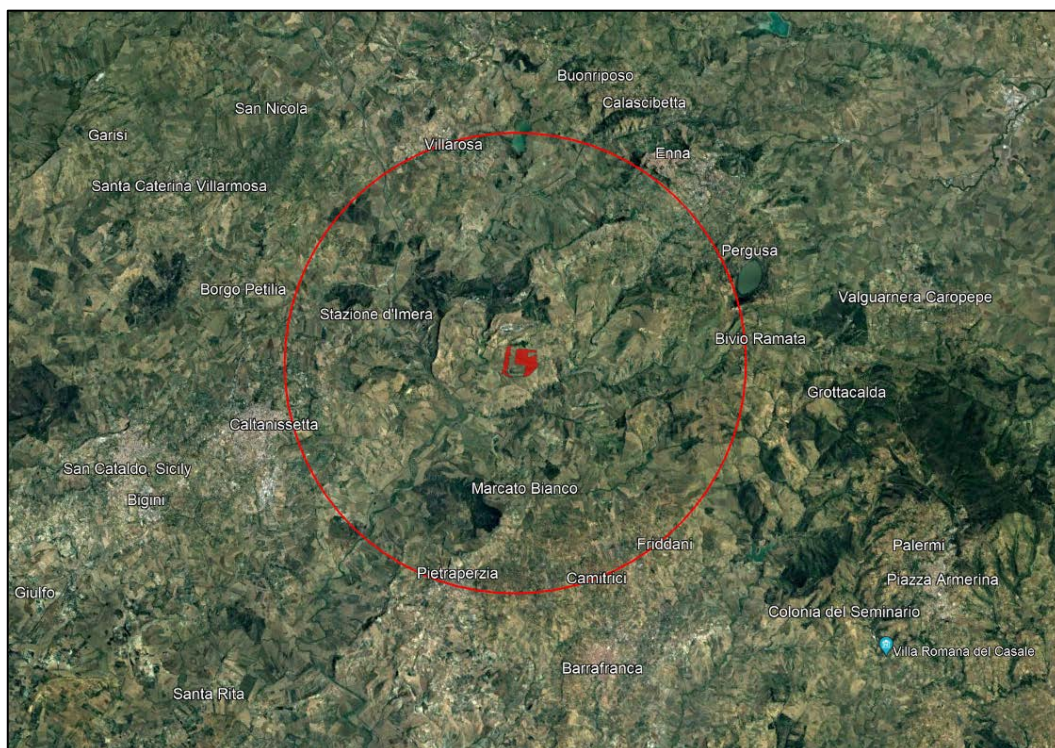 Buonriposo
Calascibetta
San Nicola
Garisi
Villarosa
Enna
Santa Caterina Villarmosa
Pergusa
Borgo Petilia
Valguarnera Caropepe
Stazione d'Imera
Bivio Ramata
Grottacalda
Caltanissetta
San Cataldo, Sicily
Marcato Bianco
Bigini
Friddani
Palermi
Pietraperzia
Camitrici
Piazza Armerina
Giulfo
Colonia del Seminario
Villa Romana del Casale
Barrafranca
Santa Rita